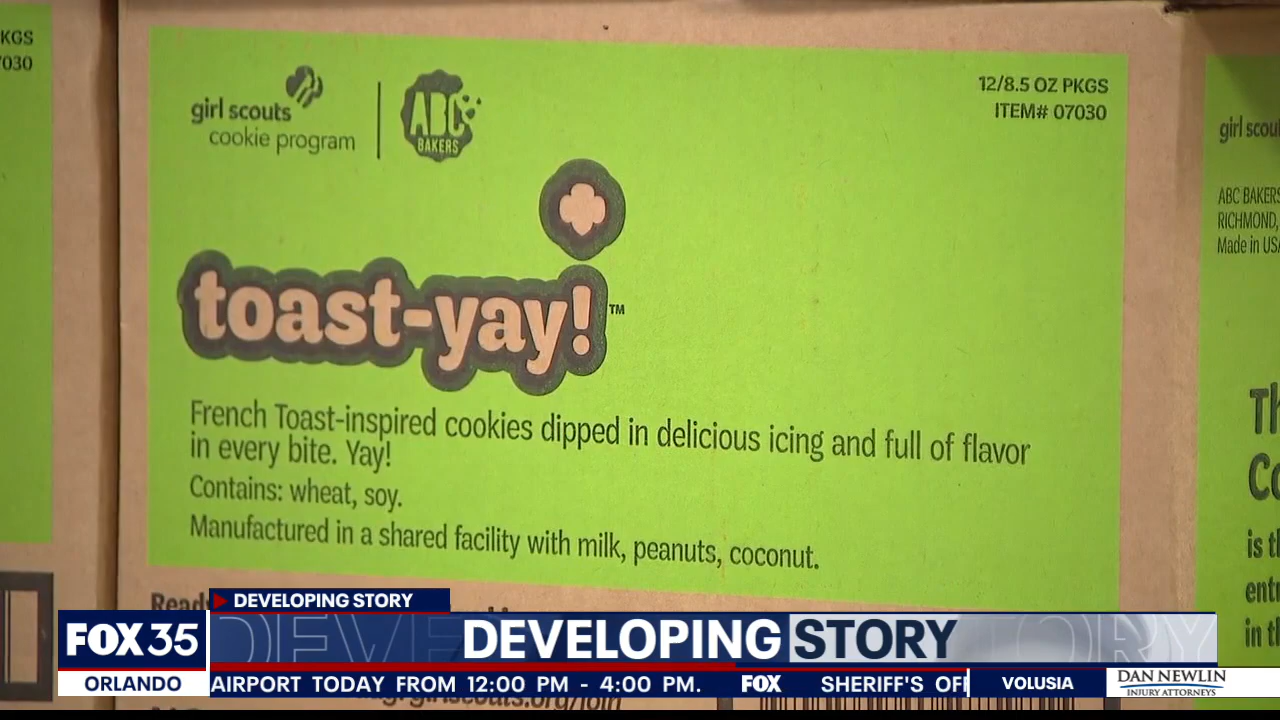 KGS
7030
girl scouts
cookie program
ABC
BAKERS
12/8.5 OZ PKGS
ITEM# 07030
toast-yay!™
French Toast-inspired cookies dipped in delicious icing and full of flavor
in every bite. Yay!
Contains: wheat, soy.
Manufactured in a shared facility with milk, peanuts, coconut.
girl scou
ABC BAKERS
RICHMOND,
Made in USA
Th
Co
is th
entr
in th
DEVELOPING STORY
FOX 35
DEVELOPING STORY
ORLANDO
AIRPORT TODAY FROM 12:00 PM - 4:00 PM. FOX SHERIFF'S OF
VOLUSIA
DAN NEWLIN
INJURY ATTORNEYS